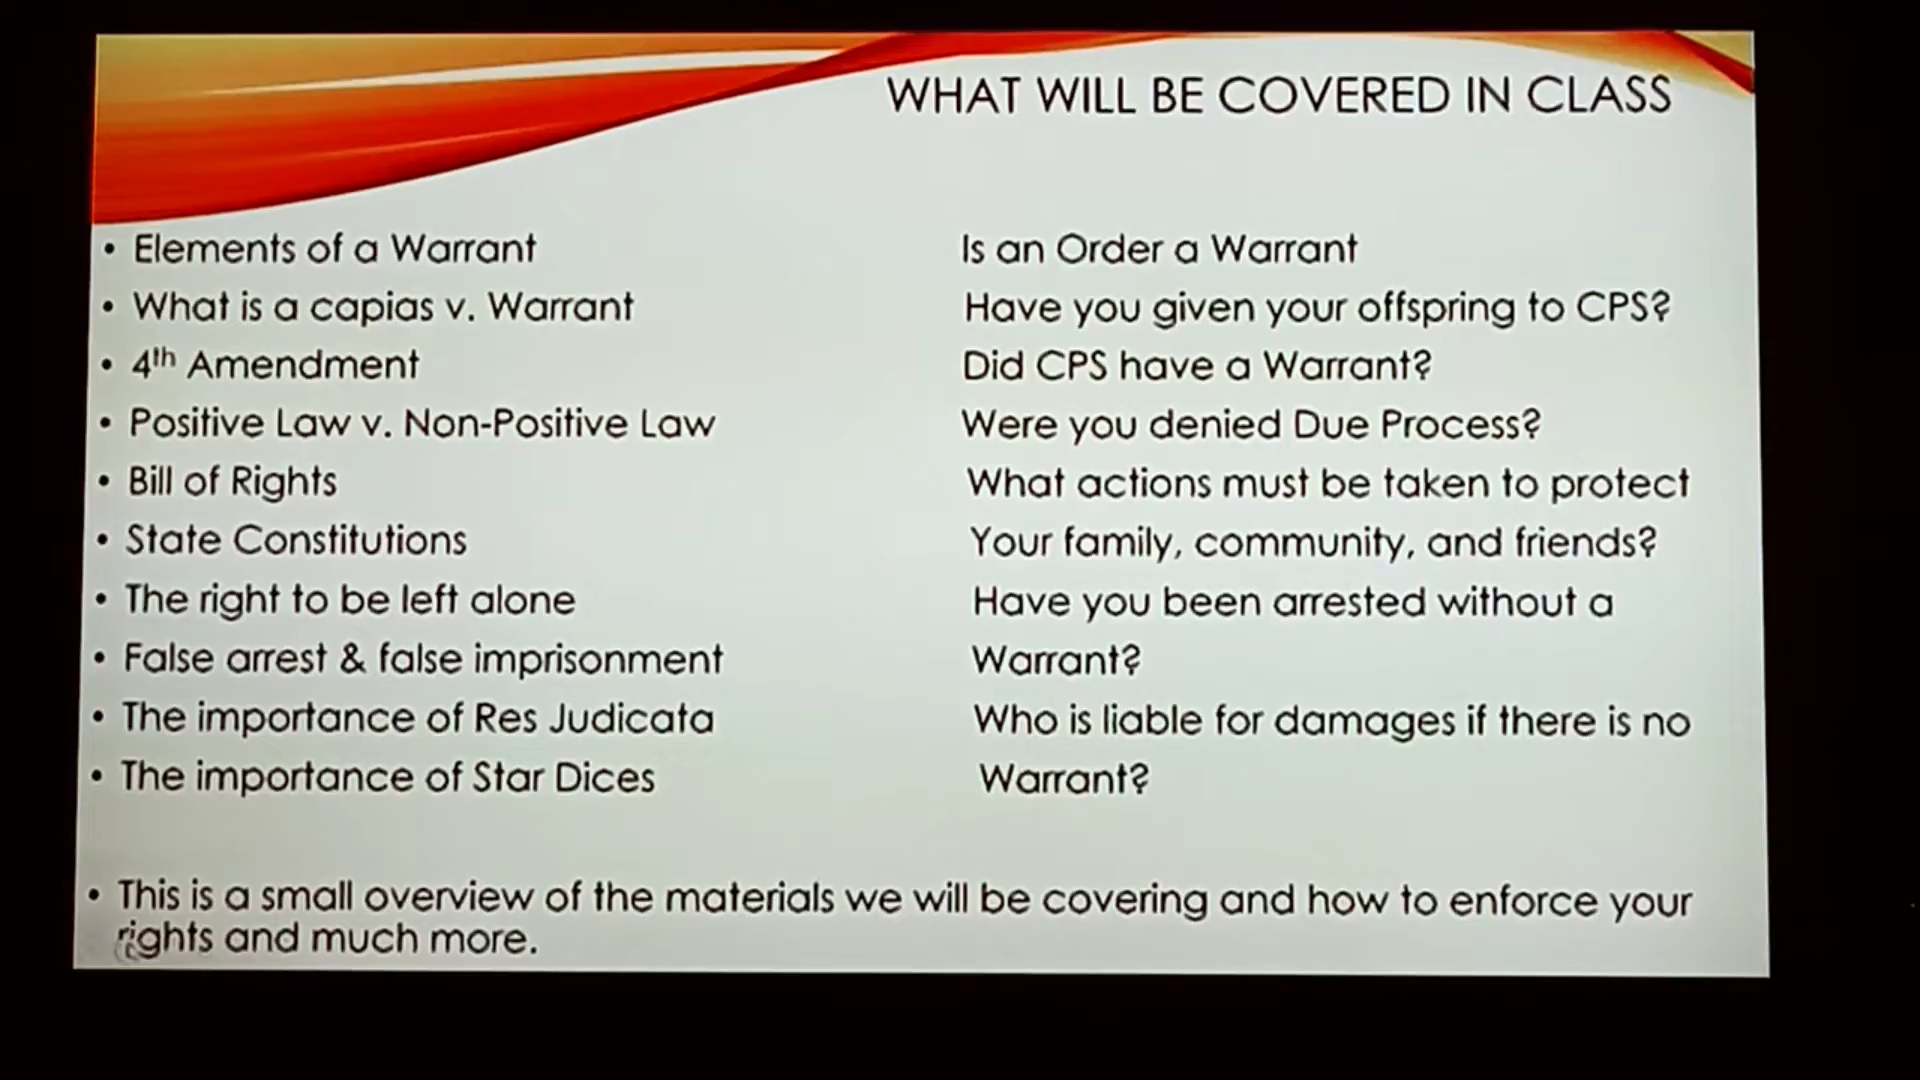 WHAT WILL BE COVERED IN CLASS
• Elements of a Warrant
• What is a capias v. Warrant
• 4th Amendment
• Positive Law v. Non-Positive Law
• Bill of Rights
• State Constitutions
• The right to be left alone
• False arrest & false imprisonment
• The importance of Res Judicata
• The importance of Star Dices
Is an Order a Warrant
Have you given your offspring to CPS?
Did CPS have a Warrant?
Were you denied Due Process?
What actions must be taken to protect
Your family, community, and friends?
Have you been arrested without a
Warrant?
Who is liable for damages if there is no
Warrant?
• This is a small overview of the materials we will be covering and how to enforce your
rights and much more.